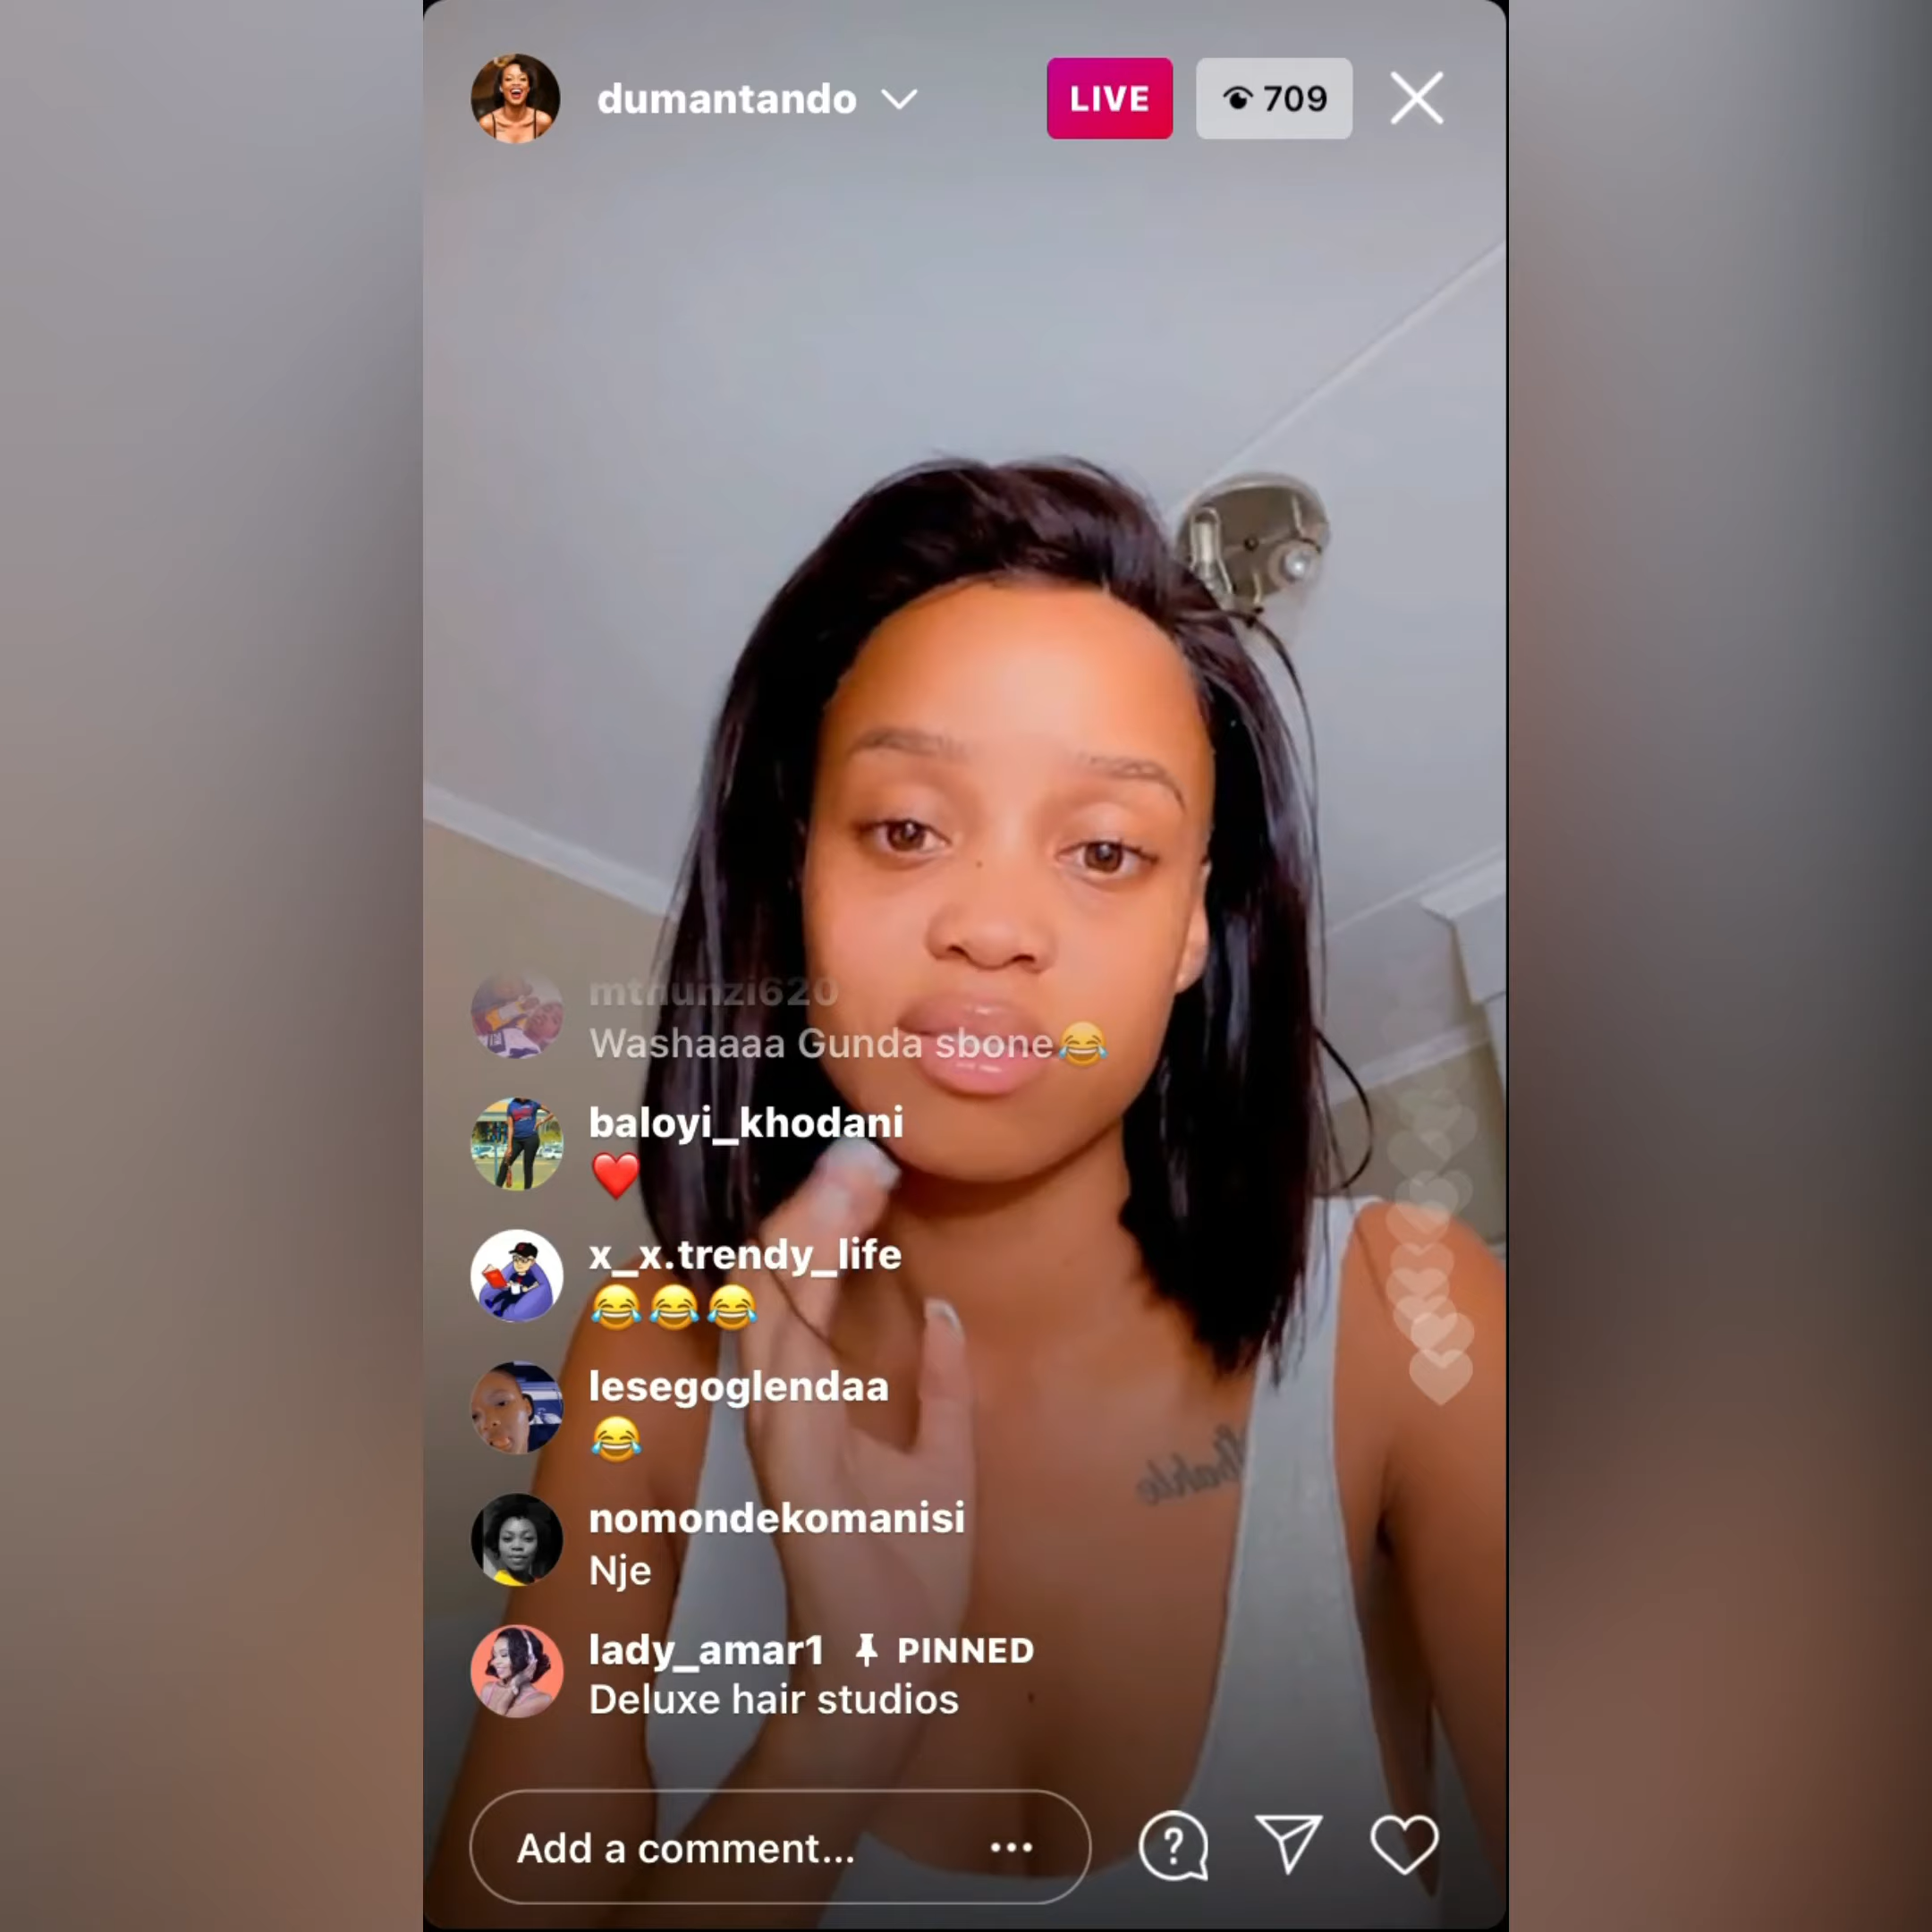 dumantando
LIVE
709
mthunzi620
Washaaaa Gunda sbone😂
baloyi_khodani
❤️
x_x.trendy_life
😂😂😂
lesegoglendaa
😂
nomondekomanisi
Nje
lady_amar1 PINNED
Deluxe hair studios
Add a comment...